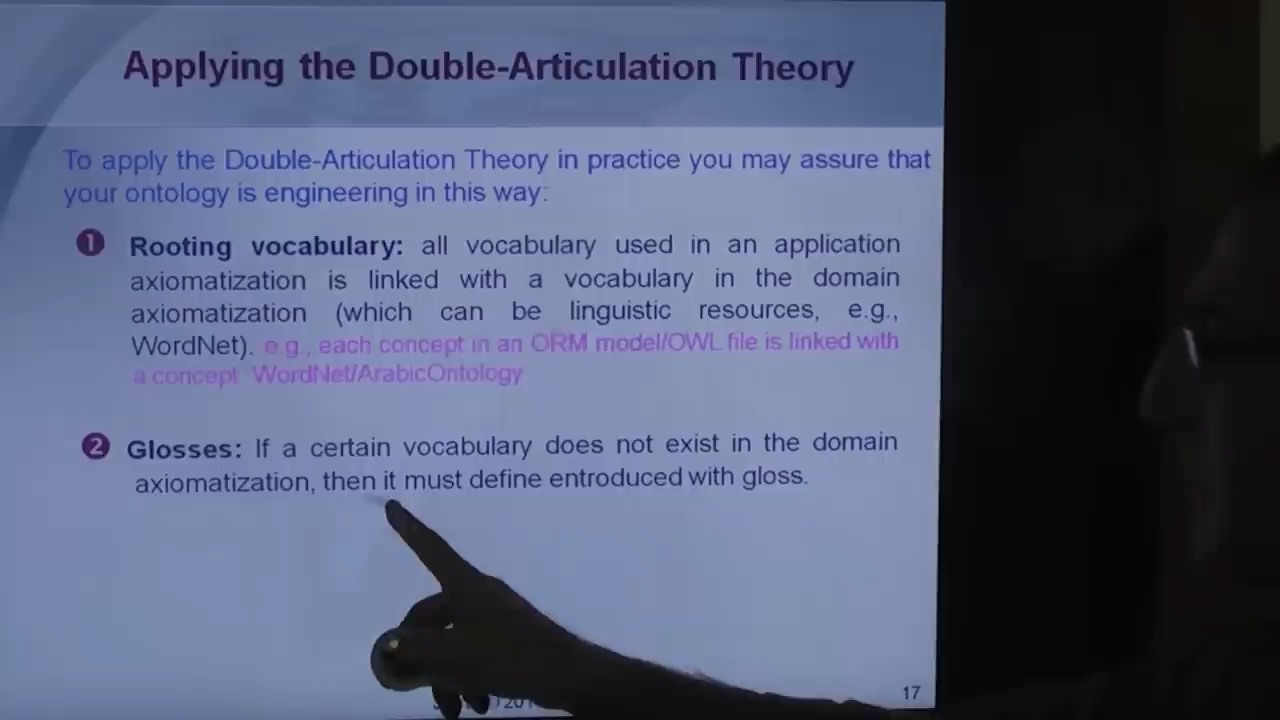 Applying the Double-Articulation Theory
To apply the Double-Articulation Theory in practice you may assure that
your ontology is engineering in this way:
1 Rooting vocabulary: all vocabulary used in an application
axiomatization is linked with a vocabulary in the domain
axiomatization (which can be linguistic resources, e.g.,
WordNet). e.g., each concept in an ORM model/OWL file is linked with
a concept WordNet/ArabicOntology
2 Glosses: If a certain vocabulary does not exist in the domain
axiomatization, then it must define entroduced with gloss.
17